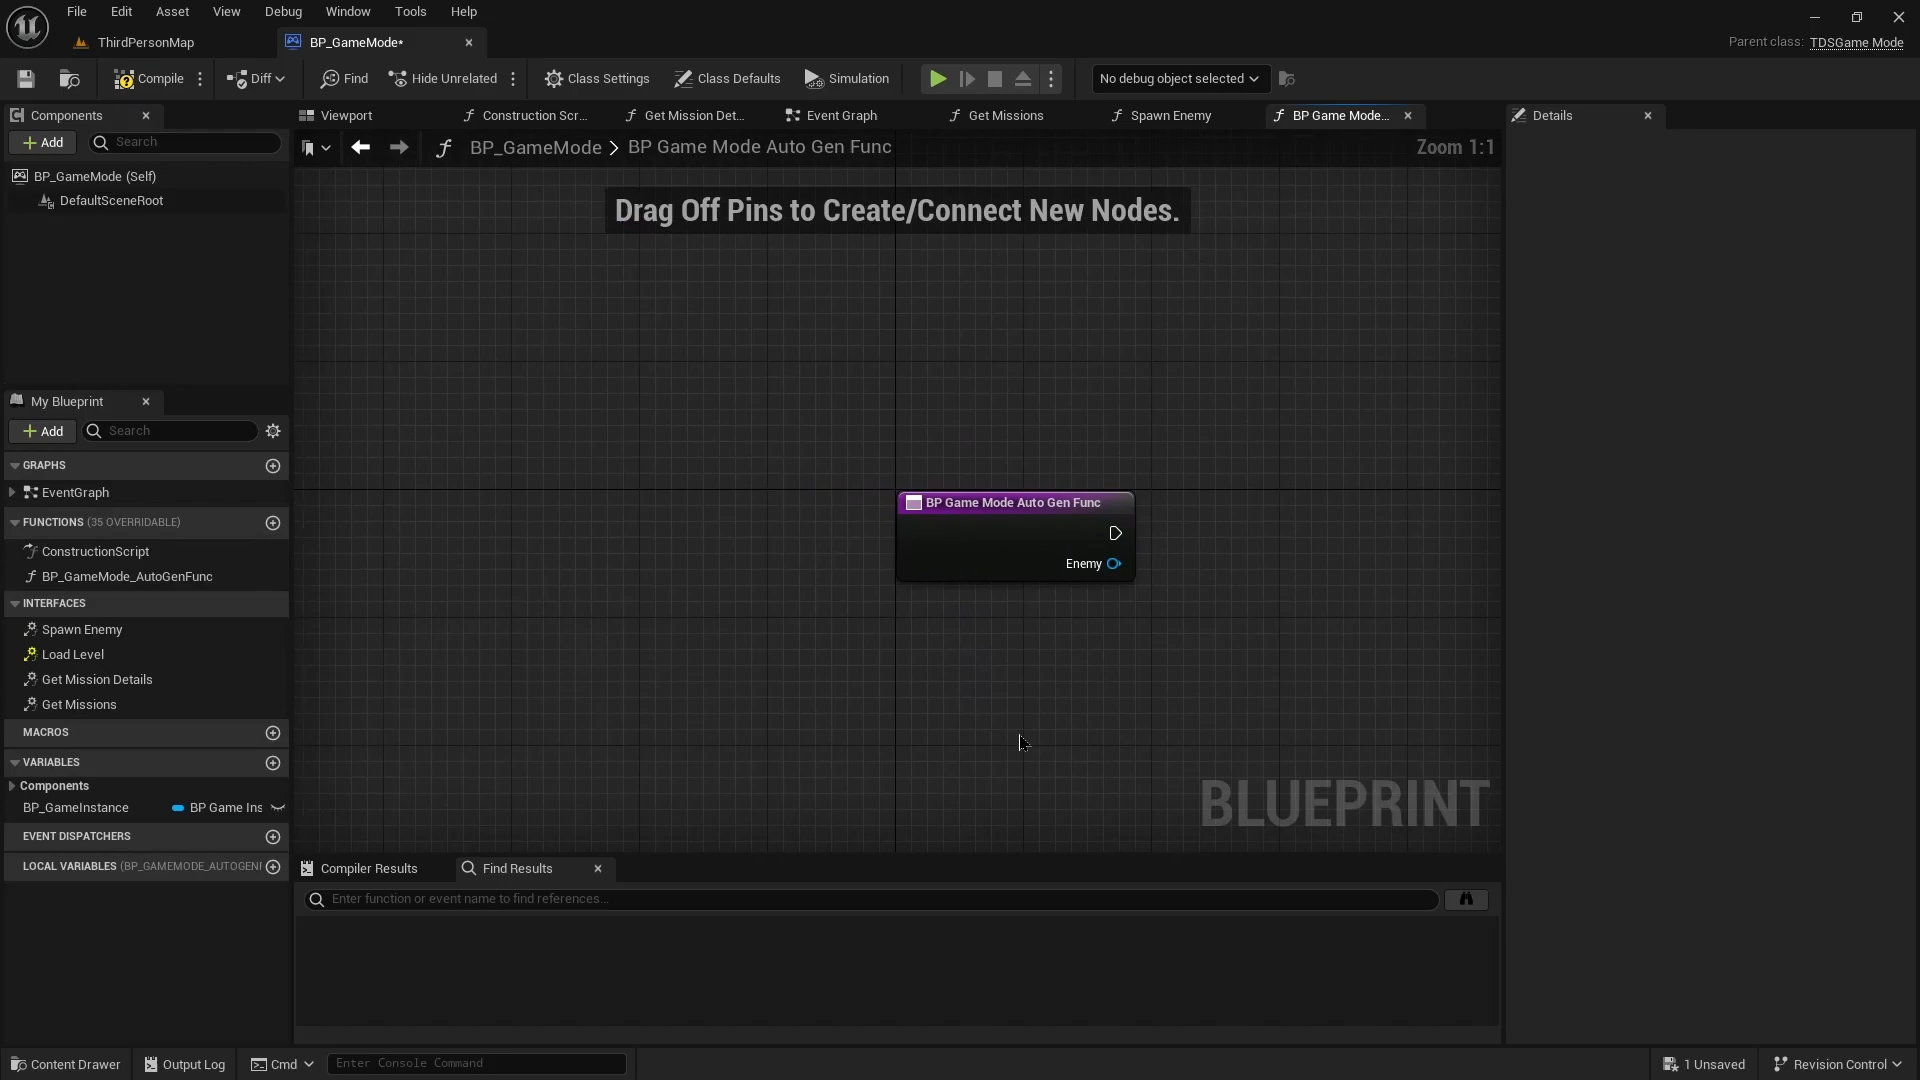 File Edit Asset View Debug Window Tools Help
ThirdPersonMap
BP_GameMode*
Parent class: TDSGame Mode
Compile
Diff
Find
Hide Unrelated
Class Settings
Class Defaults
Simulation
No debug object selected
Components
Add
Search
BP_GameMode (Self)
DefaultSceneRoot
My Blueprint
Add
Search
GRAPHS
EventGraph
FUNCTIONS (35 OVERRIDABLE)
ConstructionScript
BP_GameMode_AutoGenFunc
INTERFACES
Spawn Enemy
Load Level
Get Mission Details
Get Missions
MACROS
VARIABLES
Components
BP_GameInstance BP Game Ins
EVENT DISPATCHERS
LOCAL VARIABLES (BP_GAMEMODE_AUTOGENF
Viewport
Construction Scr...
Get Mission Det...
Event Graph
Get Missions
Spawn Enemy
BP Game Mode...
BP_GameMode > BP Game Mode Auto Gen Func
Zoom 1:1
Drag Off Pins to Create/Connect New Nodes.
BP Game Mode Auto Gen Func
Enemy
BLUEPRINT
Compiler Results
Find Results
Enter function or event name to find references...
Details
Content Drawer
Output Log
Cmd
Enter Console Command
1 Unsaved
Revision Control